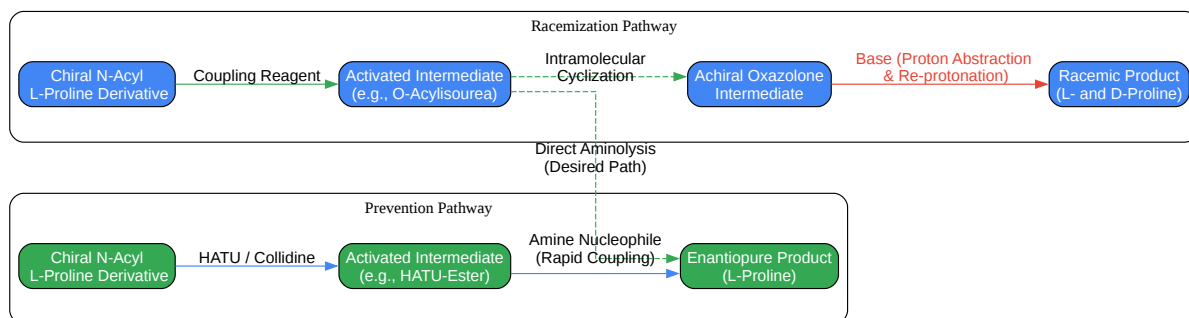 Racemization Pathway
Chiral N-Acyl
L-Proline Derivative
Coupling Reagent
Activated Intermediate
(e.g., O-Acylisourea)
Intramolecular
Cyclization
Achiral Oxazolone
Intermediate
Base (Proton Abstraction
& Re-protonation)
Racemic Product
(L- and D-Proline)
Direct Aminolysis
(Desired Path)
Prevention Pathway
Chiral N-Acyl
L-Proline Derivative
HATU / Collidine
Activated Intermediate
(e.g., HATU-Ester)
Amine Nucleophile
(Rapid Coupling)
Enantiopure Product
(L-Proline)